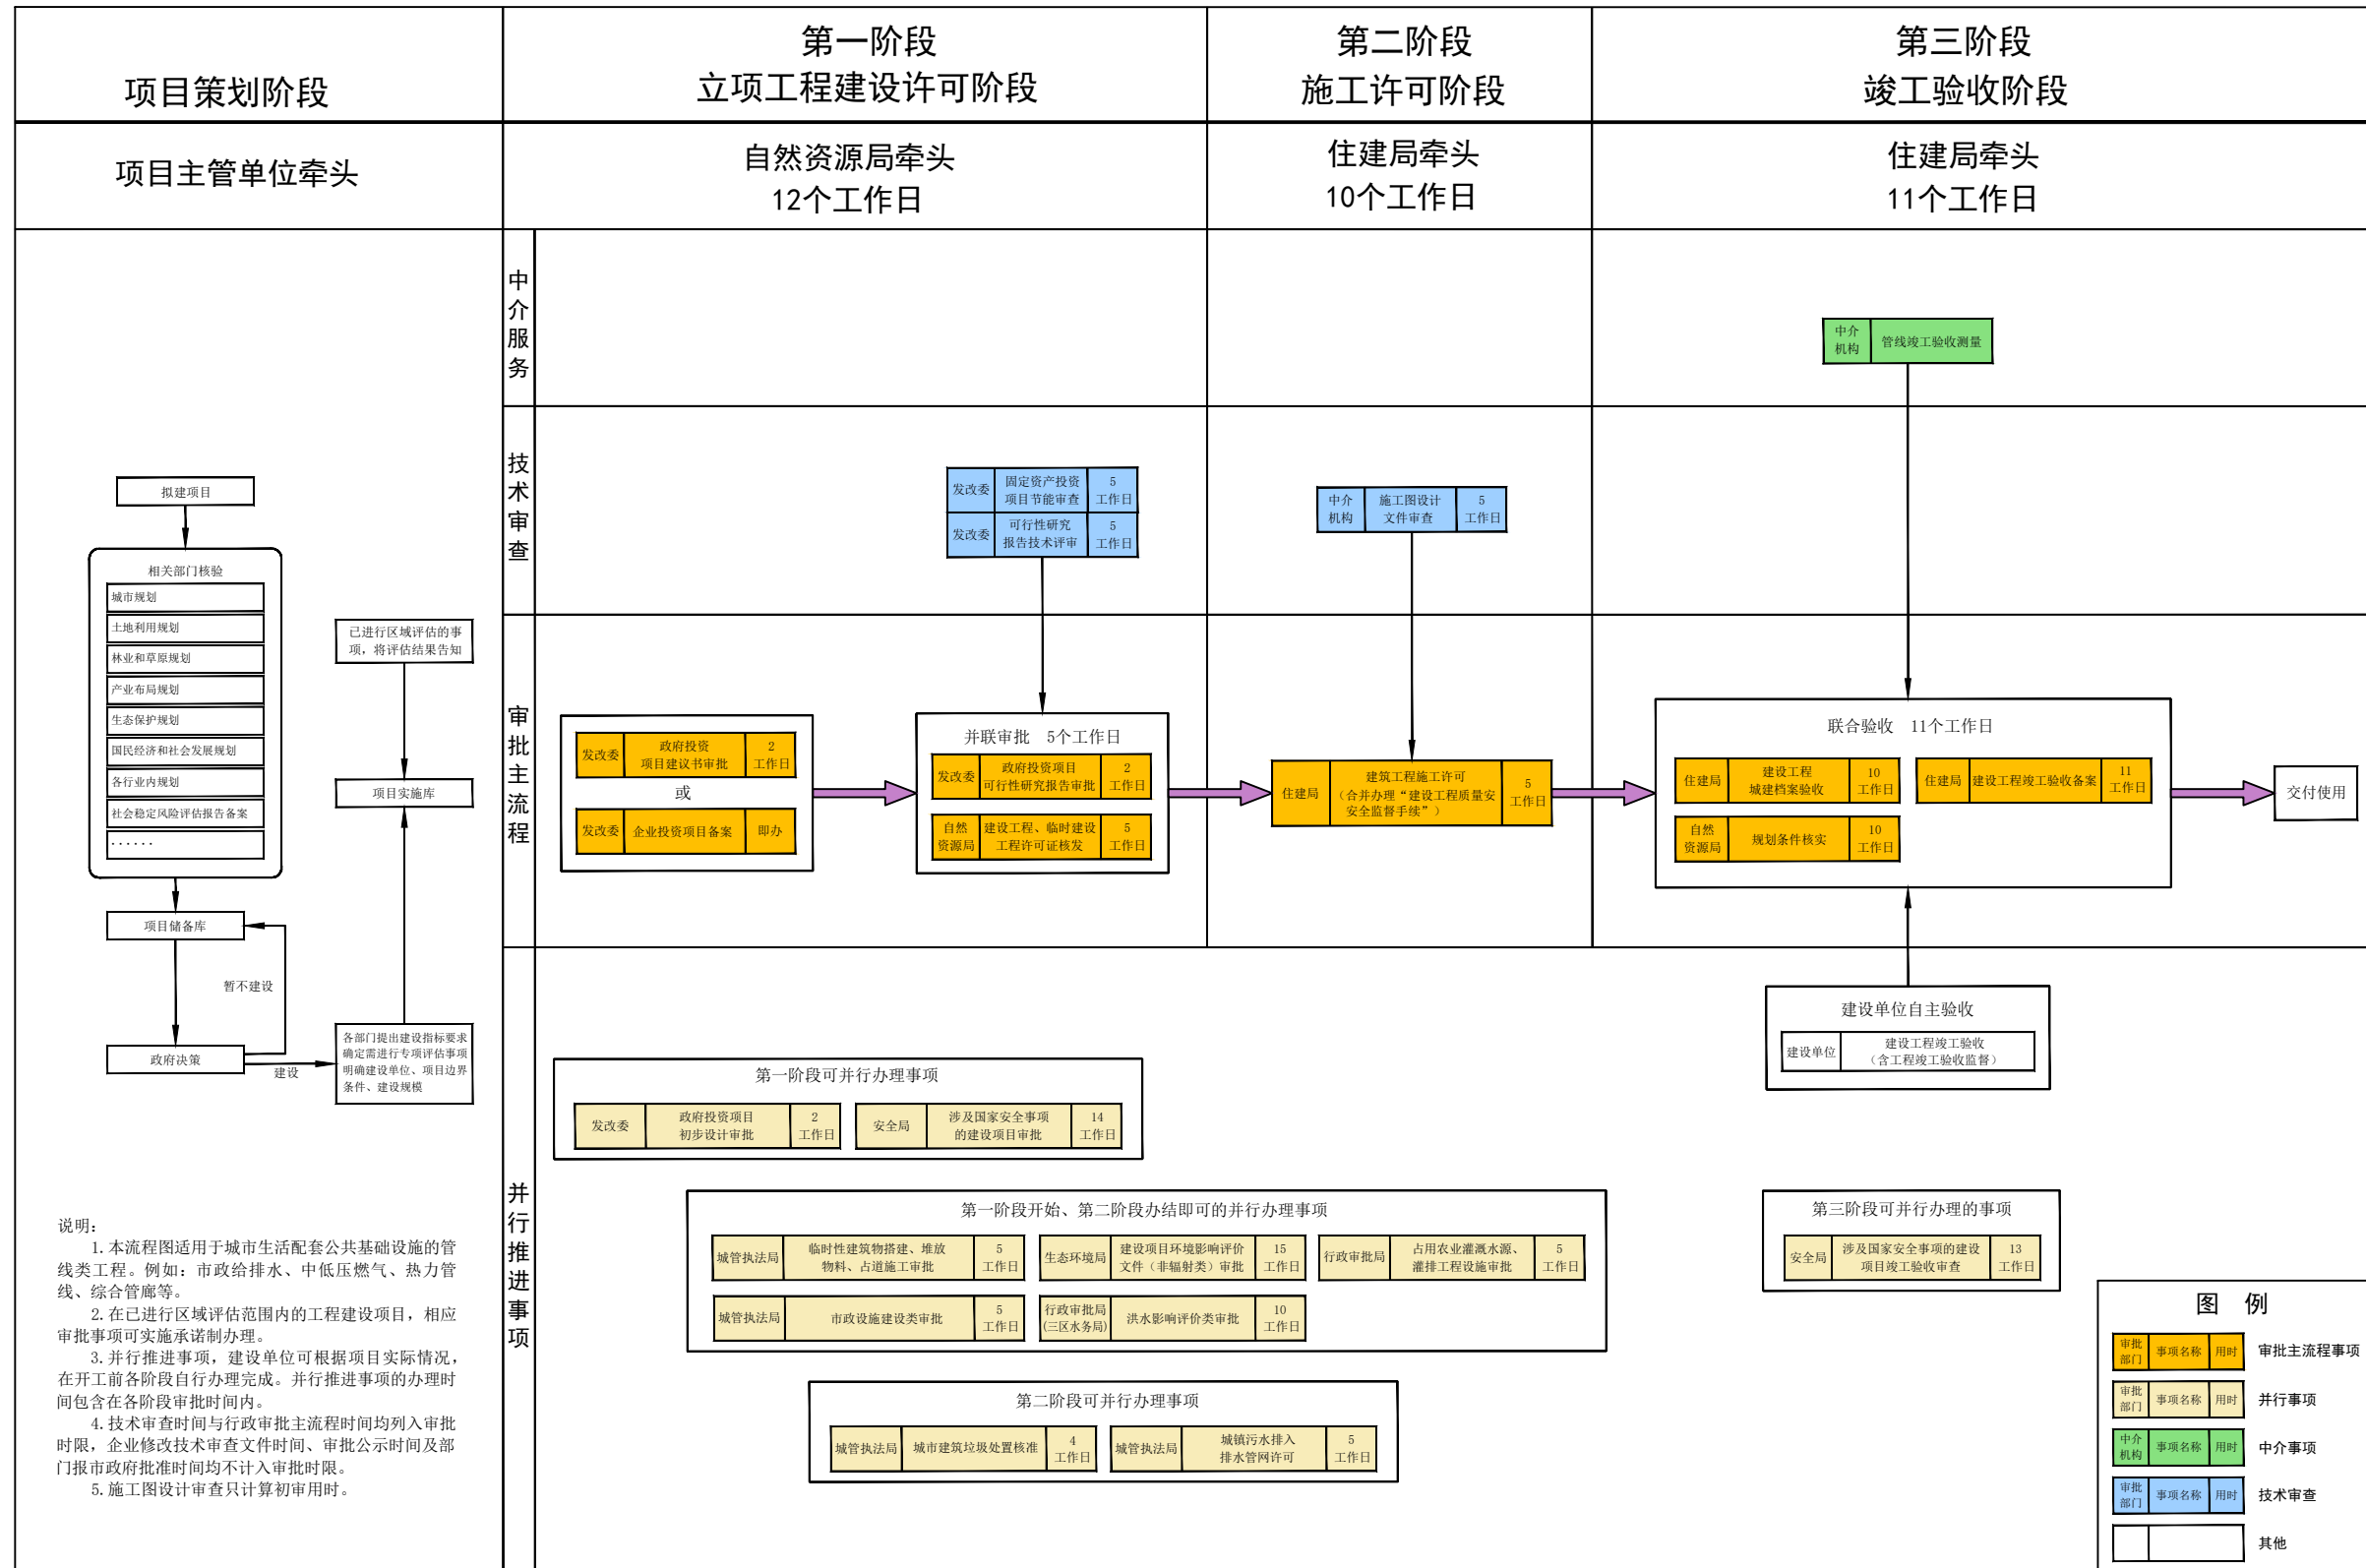 项目策划阶段
第一阶段
立项工程建设许可阶段
第二阶段
施工许可阶段
第三阶段
竣工验收阶段
项目主管单位牵头
自然资源局牵头
12个工作日
住建局牵头
10个工作日
住建局牵头
11个工作日
拟建项目
相关部门核验
城市规划
土地利用规划
林业和草原规划
产业布局规划
生态保护规划
国民经济和社会发展规划
各行业内规划
社会稳定风险评估报告备案
······
项目储备库
暂不建设
政府决策
建设
已进行区域评估的事
项，将评估结果告知
项目实施库
各部门提出建设指标要求
确定需进行专项评估事项
明确建设单位、项目边界
条件、建设规模
说明：
1.本流程图适用于城市生活配套公共基础设施的管
线类工程。例如：市政给排水、中低压燃气、热力管
线、综合管廊等。
2.在已进行区域评估范围内的工程建设项目，相应
审批事项可实施承诺制办理。
3.并行推进事项，建设单位可根据项目实际情况，
在开工前各阶段自行办理完成。并行推进事项的办理时
间包含在各阶段审批时间内。
4.技术审查时间与行政审批主流程时间均列入审批
时限，企业修改技术审查文件时间、审批公示时间及部
门报市政府批准时间均不计入审批时限。
5.施工图设计审查只计算初审用时。
中介服务
中介
机构
管线竣工验收测量
技术审查
发改委
固定资产投资
项目节能审查
5
工作日
发改委
可行性研究
报告技术评审
5
工作日
中介
机构
施工图设计
文件审查
5
工作日
审批主流程
发改委
政府投资
项目建议书审批
2
工作日
或
发改委
企业投资项目备案
即办
并联审批 5个工作日
发改委
政府投资项目
可行性研究报告审批
2
工作日
自然
资源局
建设工程、临时建设
工程许可证核发
5
工作日
住建局
建筑工程施工许可
（合并办理“建设工程质量安
安全监督手续”）
5
工作日
联合验收 11个工作日
住建局
建设工程
城建档案验收
10
工作日
住建局
建设工程竣工验收备案
11
工作日
自然
资源局
规划条件核实
10
工作日
交付使用
并行推进事项
建设单位自主验收
建设单位
建设工程竣工验收
（含工程竣工验收监督）
第一阶段可并行办理事项
发改委
政府投资项目
初步设计审批
2
工作日
安全局
涉及国家安全事项
的建设项目审批
14
工作日
第一阶段开始、第二阶段办结即可的并行办理事项
城管执法局
临时性建筑物搭建、堆放
物料、占道施工审批
5
工作日
生态环境局
建设项目环境影响评价
文件（非辐射类）审批
15
工作日
行政审批局
占用农业灌溉水源、
灌排工程设施审批
5
工作日
城管执法局
市政设施建设类审批
5
工作日
行政审批局
(三区水务局)
洪水影响评价类审批
10
工作日
第三阶段可并行办理的事项
安全局
涉及国家安全事项的建设
项目竣工验收审查
13
工作日
第二阶段可并行办理事项
城管执法局
城市建筑垃圾处置核准
4
工作日
城管执法局
城镇污水排入
排水管网许可
5
工作日
图 例
审批
部门
事项名称
用时
审批主流程事项
审批
部门
事项名称
用时
并行事项
中介
机构
事项名称
用时
中介事项
审批
部门
事项名称
用时
技术审查
其他